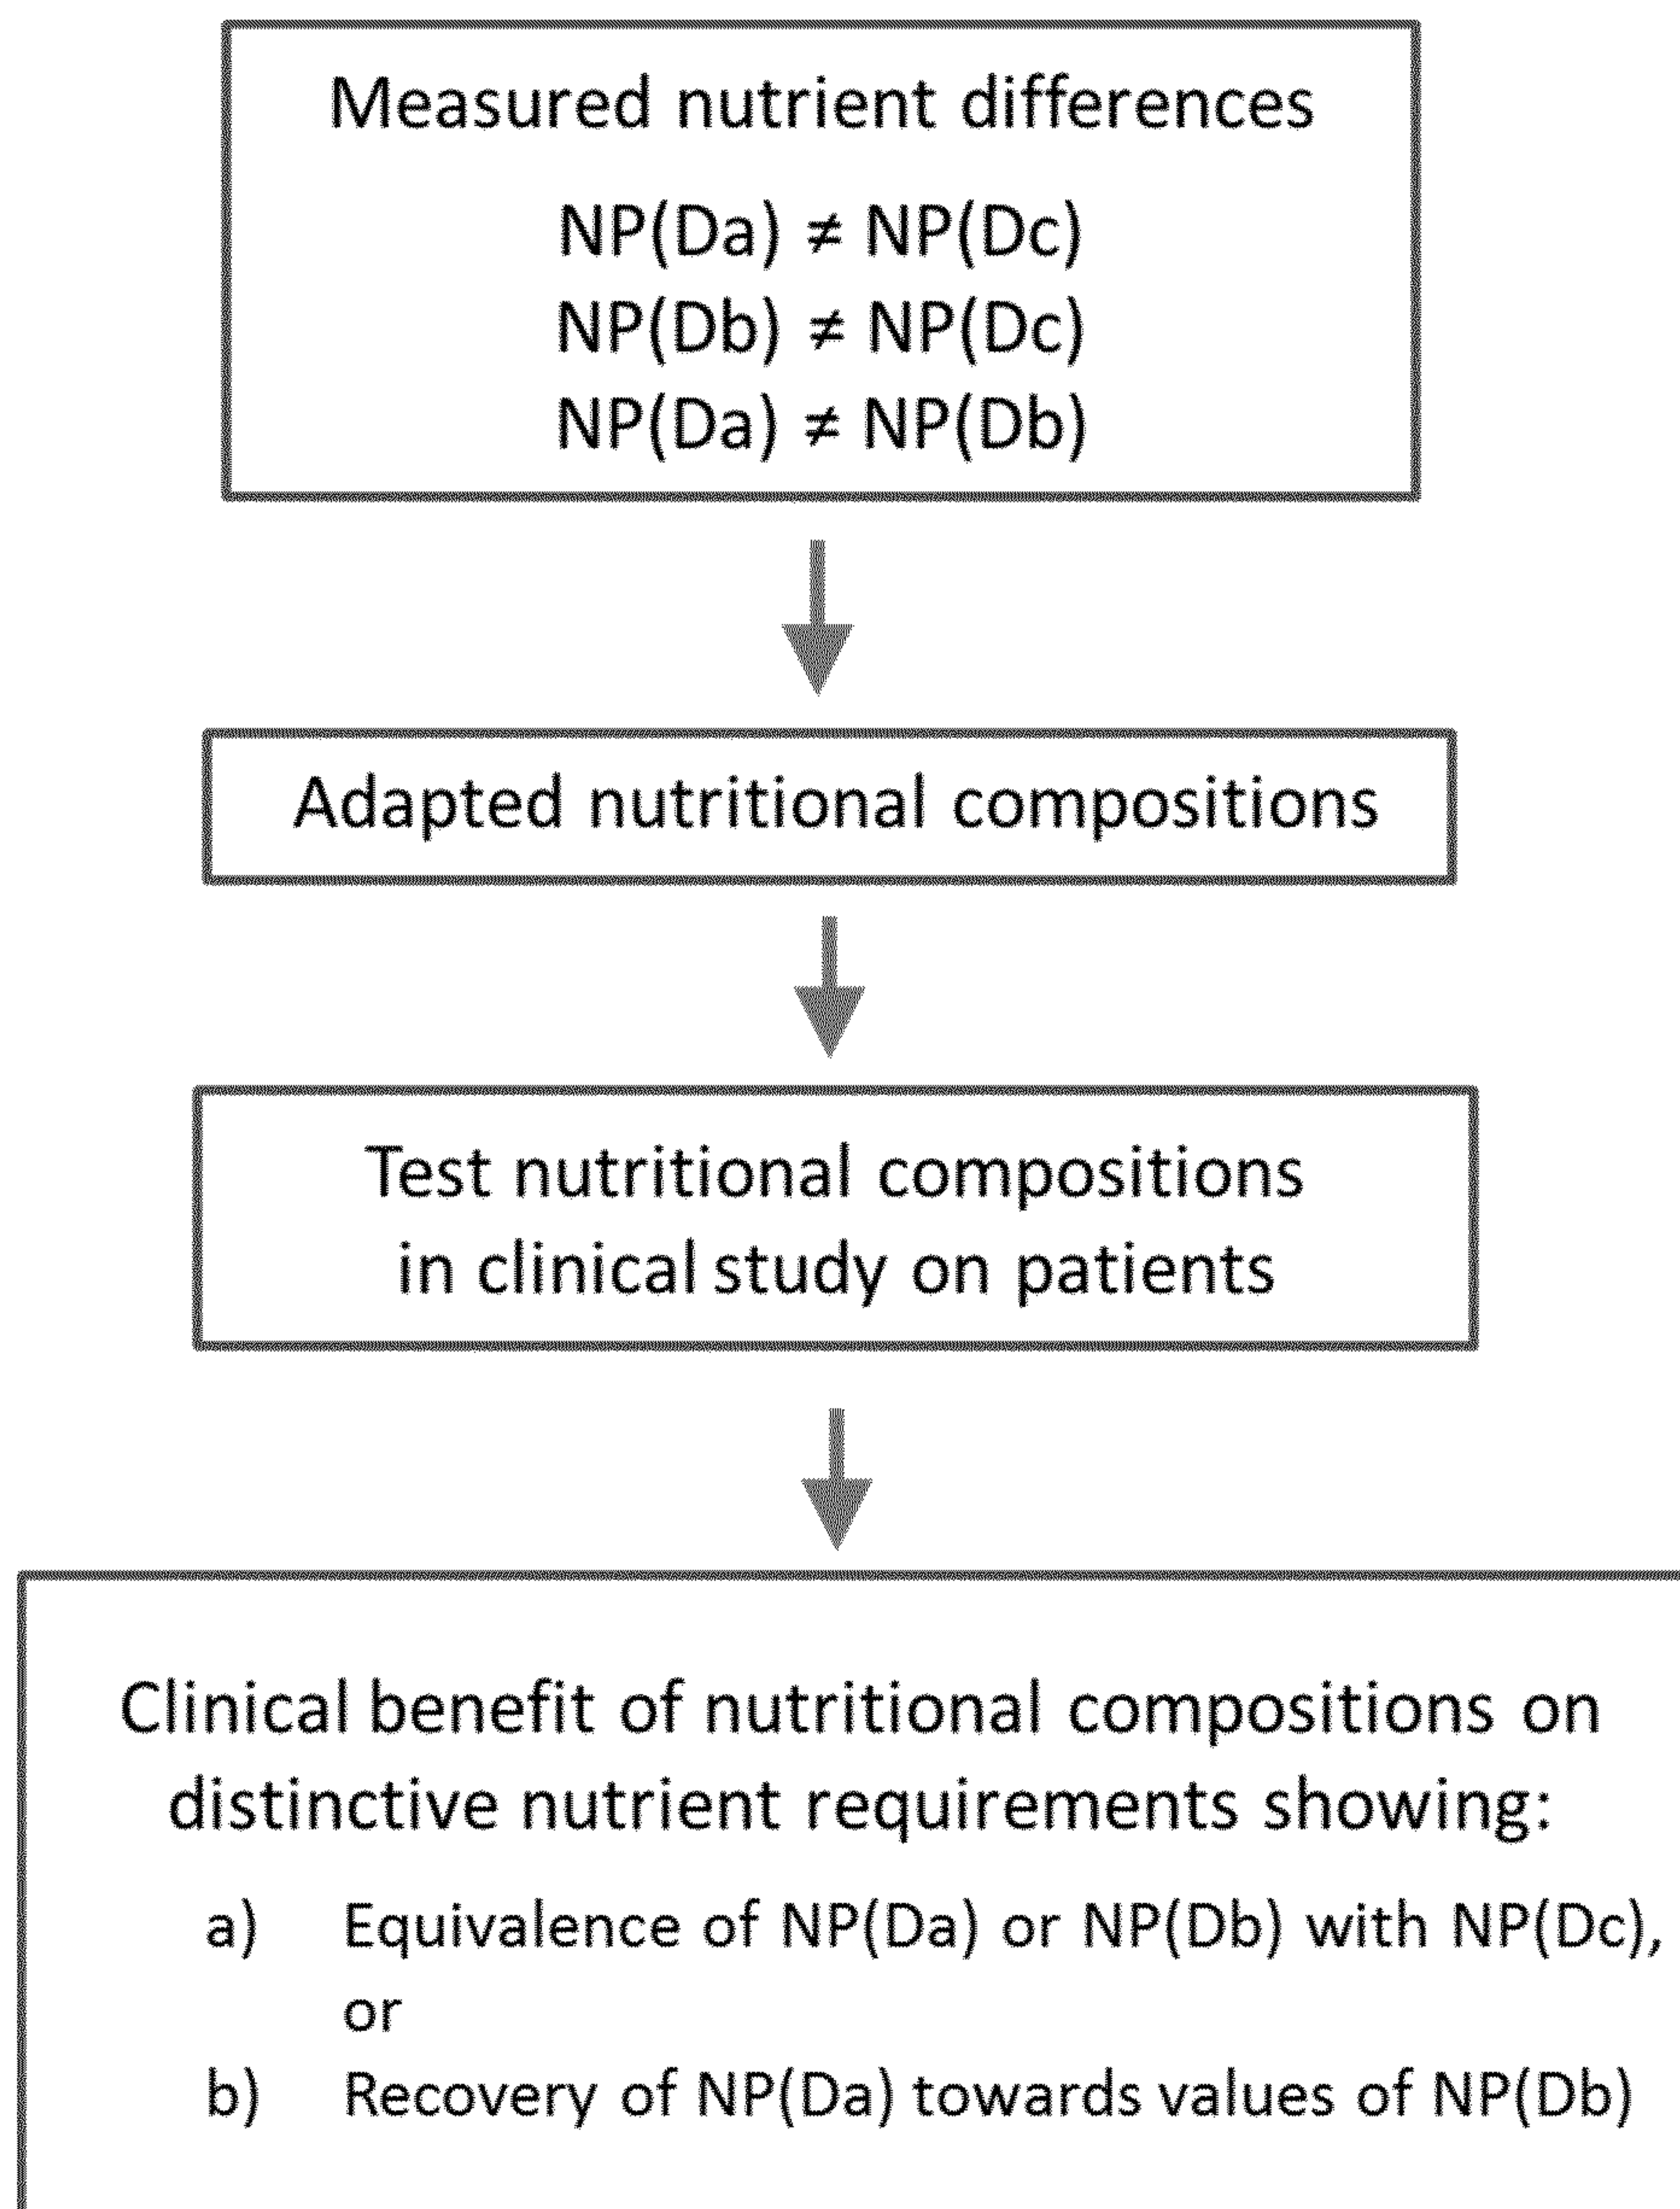 Measured nutrient differences
NP(Da) ≠ NP(Dc)
NP(Db) ≠ NP(Dc)
NP(Da) ≠ NP(Db)
Adapted nutritional compositions
Test nutritional compositions
in clinical study on patients
Clinical benefit of nutritional compositions on
distinctive nutrient requirements showing:
a) Equivalence of NP(Da) or NP(Db) with NP(Dc),
or
b) Recovery of NP(Da) towards values of NP(Db)